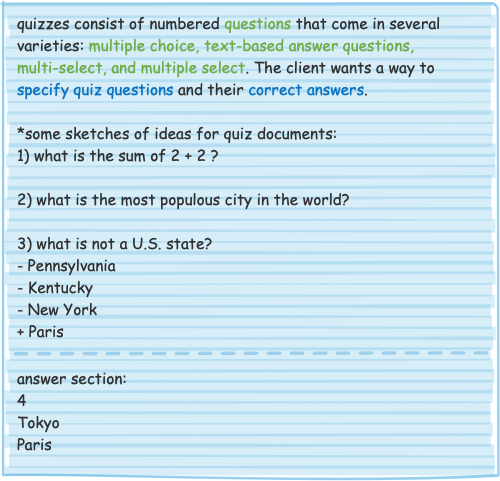 quizzes consist of numbered questions that come in several
varieties: multiple choice, text-based answer questions,
multi-select, and multiple select. The client wants a way to
specify quiz questions and their correct answers.
*some sketches of ideas for quiz documents:
1) what is the sum of 2 + 2 ?
2) what is the most populous city in the world?
3) what is not a U.S. state?
- Pennsylvania
- Kentucky
- New York
+ Paris
answer section:
4
Tokyo
Paris